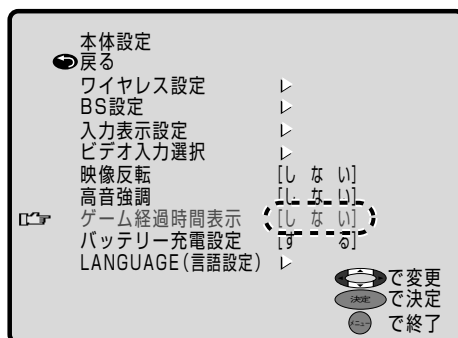 本体設定
戻る
ワイヤレス設定
BS設定
入力表示設定
ビデオ入力選択
映像反転 [しない]
高音強調 [しない]
ゲーム経過時間表示 [しない]
バッテリー充電設定 [する]
LANGUAGE(言語設定)
で変更
決定 で決定
メニュー で終了